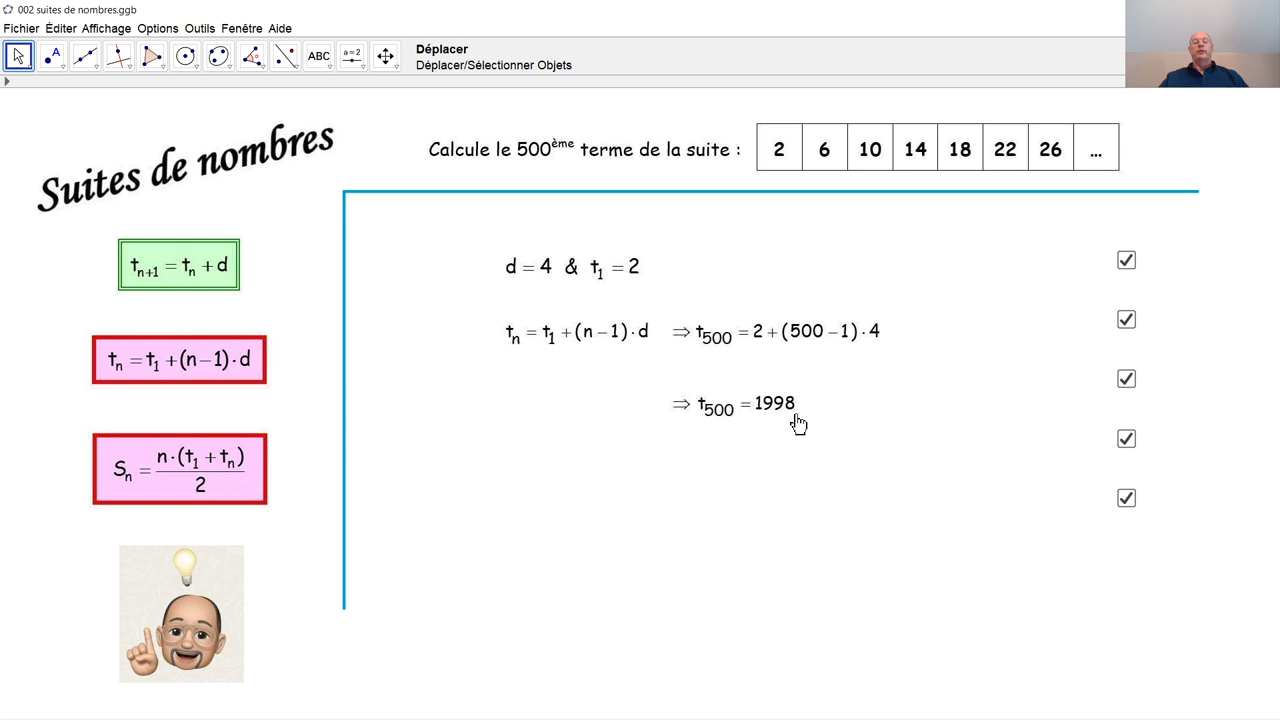 002 suites de nombres.ggb
Fichier Éditer Affichage Options Outils Fenêtre Aide
A
ABC
a=2
Déplacer
Déplacer/Sélectionner Objets
Suites de nombres
Calcule le 500ème terme de la suite : 2 6 10 14 18 22 26 ...
tn+1 = tn + d
tn = t1 + (n − 1) · d
Sn = n · (t1 + tn) / 2
d = 4 & t1 = 2
tn = t1 + (n − 1) · d ⇒ t500 = 2 + (500 − 1) · 4
⇒ t500 = 1998